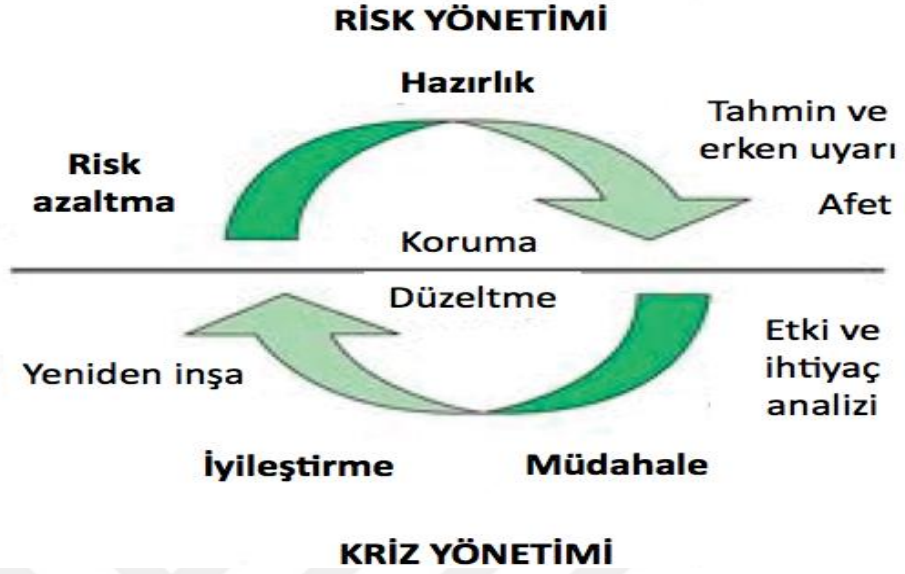 RİSK YÖNETİMİ
Hazırlık
Tahmin ve
erken uyarı
Risk
azaltma
Afet
Koruma
Düzeltme
Etki ve
ihtiyaç
analizi
Yeniden inşa
İyileştirme
Müdahale
KRİZ YÖNETİMİ